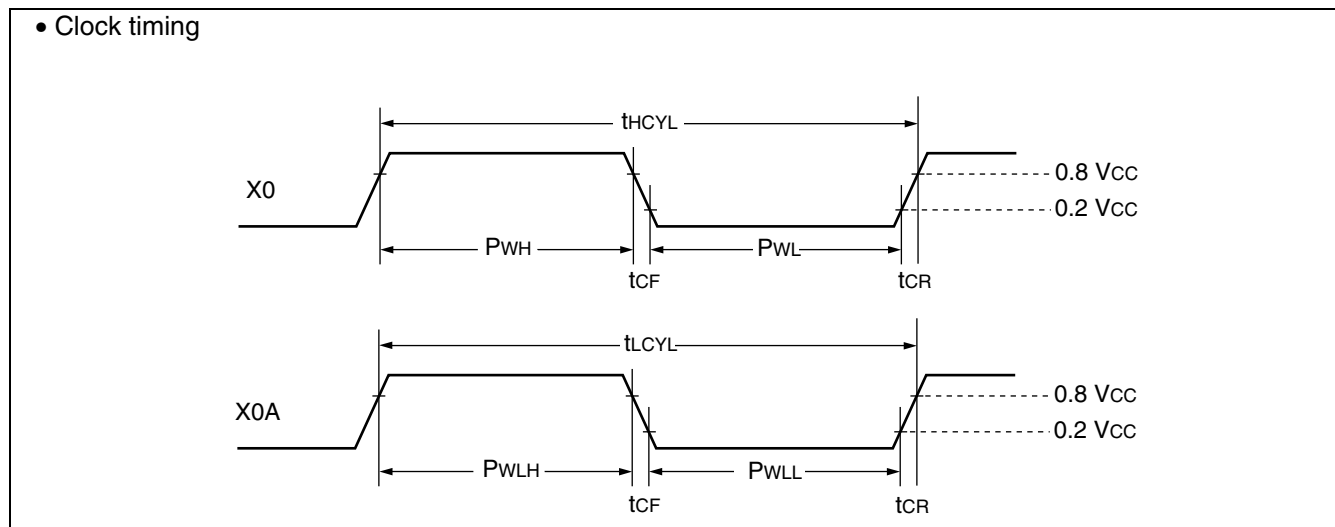 • Clock timing
tHCYL
X0
0.8 VCC
0.2 VCC
PWH
PWL
tCF
tCR
tLCYL
X0A
0.8 VCC
0.2 VCC
PWLH
PWLL
tCF
tCR